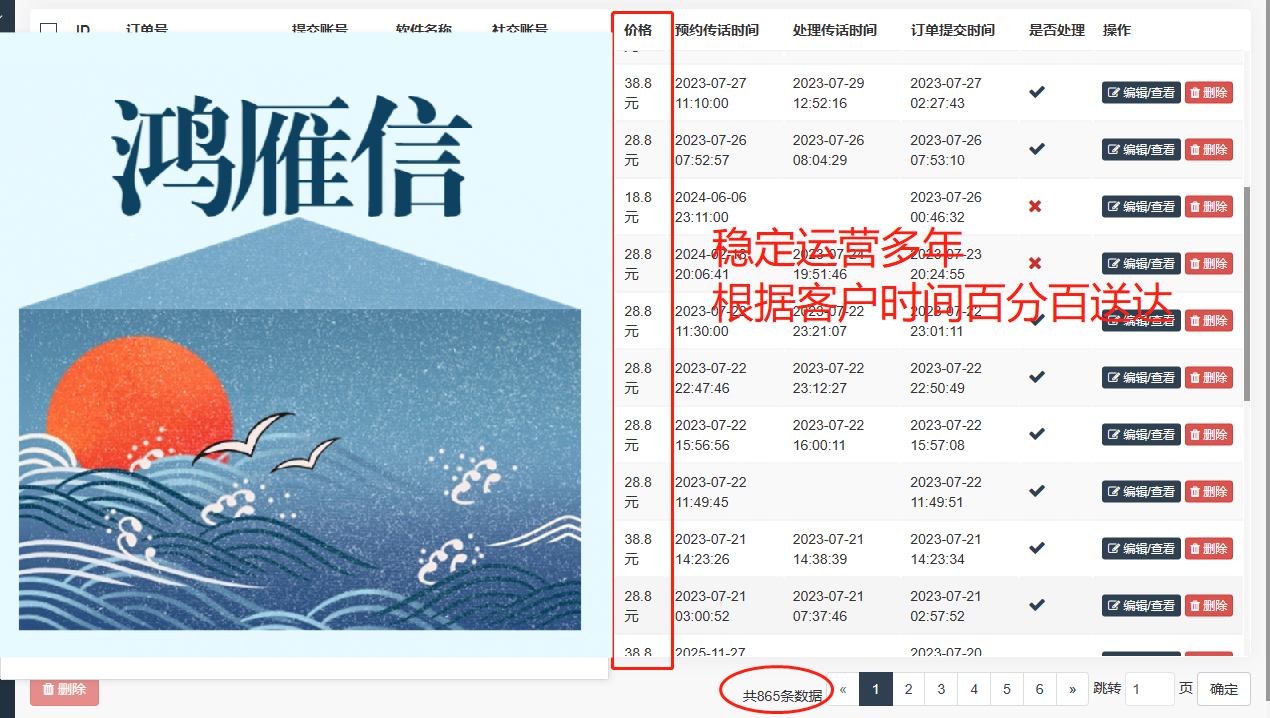 ID 订单号 提交账号 软件名称 社交账号 价格 预约传话时间 处理传话时间 订单提交时间 是否处理 操作
鸿雁信
38.8 2023-07-27 2023-07-29 2023-07-27
元 11:10:00 12:52:16 02:27:43 编辑/查看 删除
28.8 2023-07-26 2023-07-26 2023-07-26
元 07:52:57 08:04:29 07:53:10 编辑/查看 删除
18.8 2024-06-06 2023-07-26
元 23:11:00 00:46:32 编辑/查看 删除
稳定运营多年
28.8 2024-02-18 2023-07-24 2023-07-23
元 20:06:41 19:51:46 20:24:55 编辑/查看 删除
根据客户时间百分百送达
28.8 2023-07-22 2023-07-22 2023-07-22
元 11:30:00 23:21:07 23:01:11 编辑/查看 删除
28.8 2023-07-22 2023-07-22 2023-07-22
元 22:47:46 23:12:27 22:50:49 编辑/查看 删除
28.8 2023-07-22 2023-07-22 2023-07-22
元 15:56:56 16:00:11 15:57:08 编辑/查看 删除
28.8 2023-07-22 2023-07-22
元 11:49:45 11:49:51 编辑/查看 删除
38.8 2023-07-21 2023-07-21 2023-07-21
元 14:23:26 14:38:39 14:23:34 编辑/查看 删除
28.8 2023-07-21 2023-07-21 2023-07-21
元 03:00:52 07:37:46 02:57:52 编辑/查看 删除
38.8 2025-11-27 2023-07-20
删除 共865条数据 « 1 2 3 4 5 6 » 跳转 1 页 确定